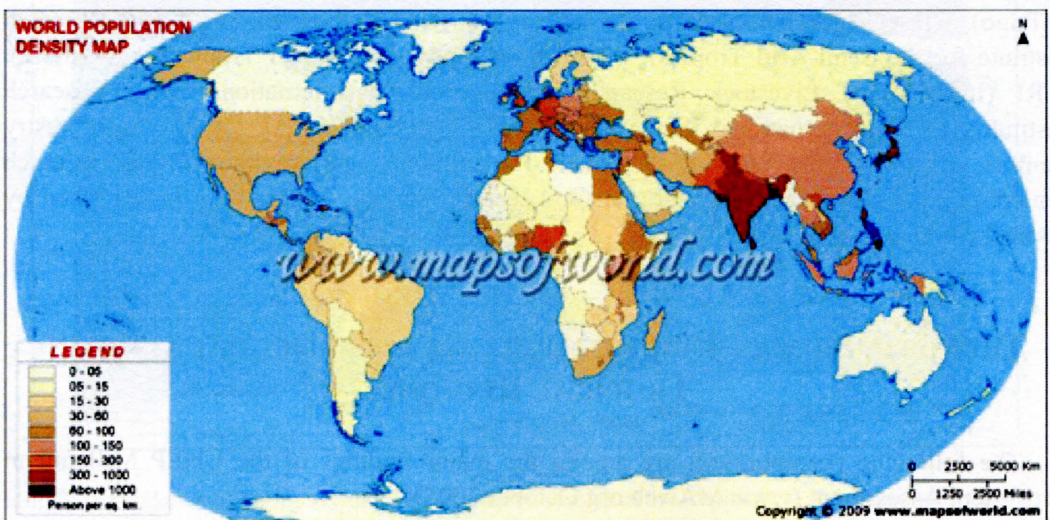 WORLD POPULATION
DENSITY MAP
N
www.mapsofworld.com
LEGEND
0 - 05
05 - 15
15 - 30
30 - 60
60 - 100
100 - 150
150 - 300
300 - 1000
Above 1000
Person per sq. km.
0 2500 5000 Km
0 1250 2500 Miles
Copyright © 2009 www.mapsofworld.com